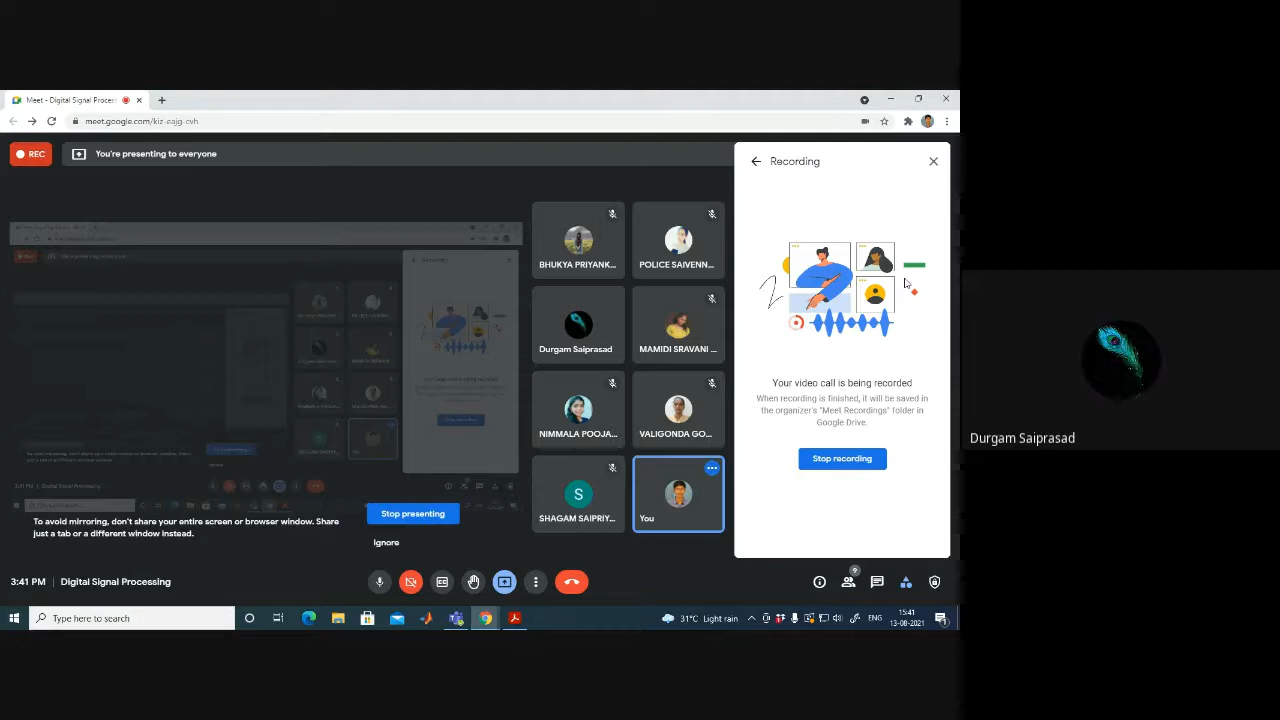 Meet - Digital Signal Process
meet.google.com/kiz-eajg-cvh
REC
You're presenting to everyone
Recording
BHUKYA PRIYANK...
POLICE SAIVENN...
Durgam Saiprasad
MAMIDI SRAVANI ...
NIMMALA POOJA...
VALIGONDA GO...
S
SHAGAM SAIPRIY...
You
Your video call is being recorded
When recording is finished, it will be saved in
the organizer's "Meet Recordings" folder in
Google Drive.
Stop recording
To avoid mirroring, don't share your entire screen or browser window. Share
just a tab or a different window instead.
Stop presenting
Ignore
3:41 PM | Digital Signal Processing
9
Type here to search
31°C Light rain
ENG
15:41
13-08-2021
Durgam Saiprasad